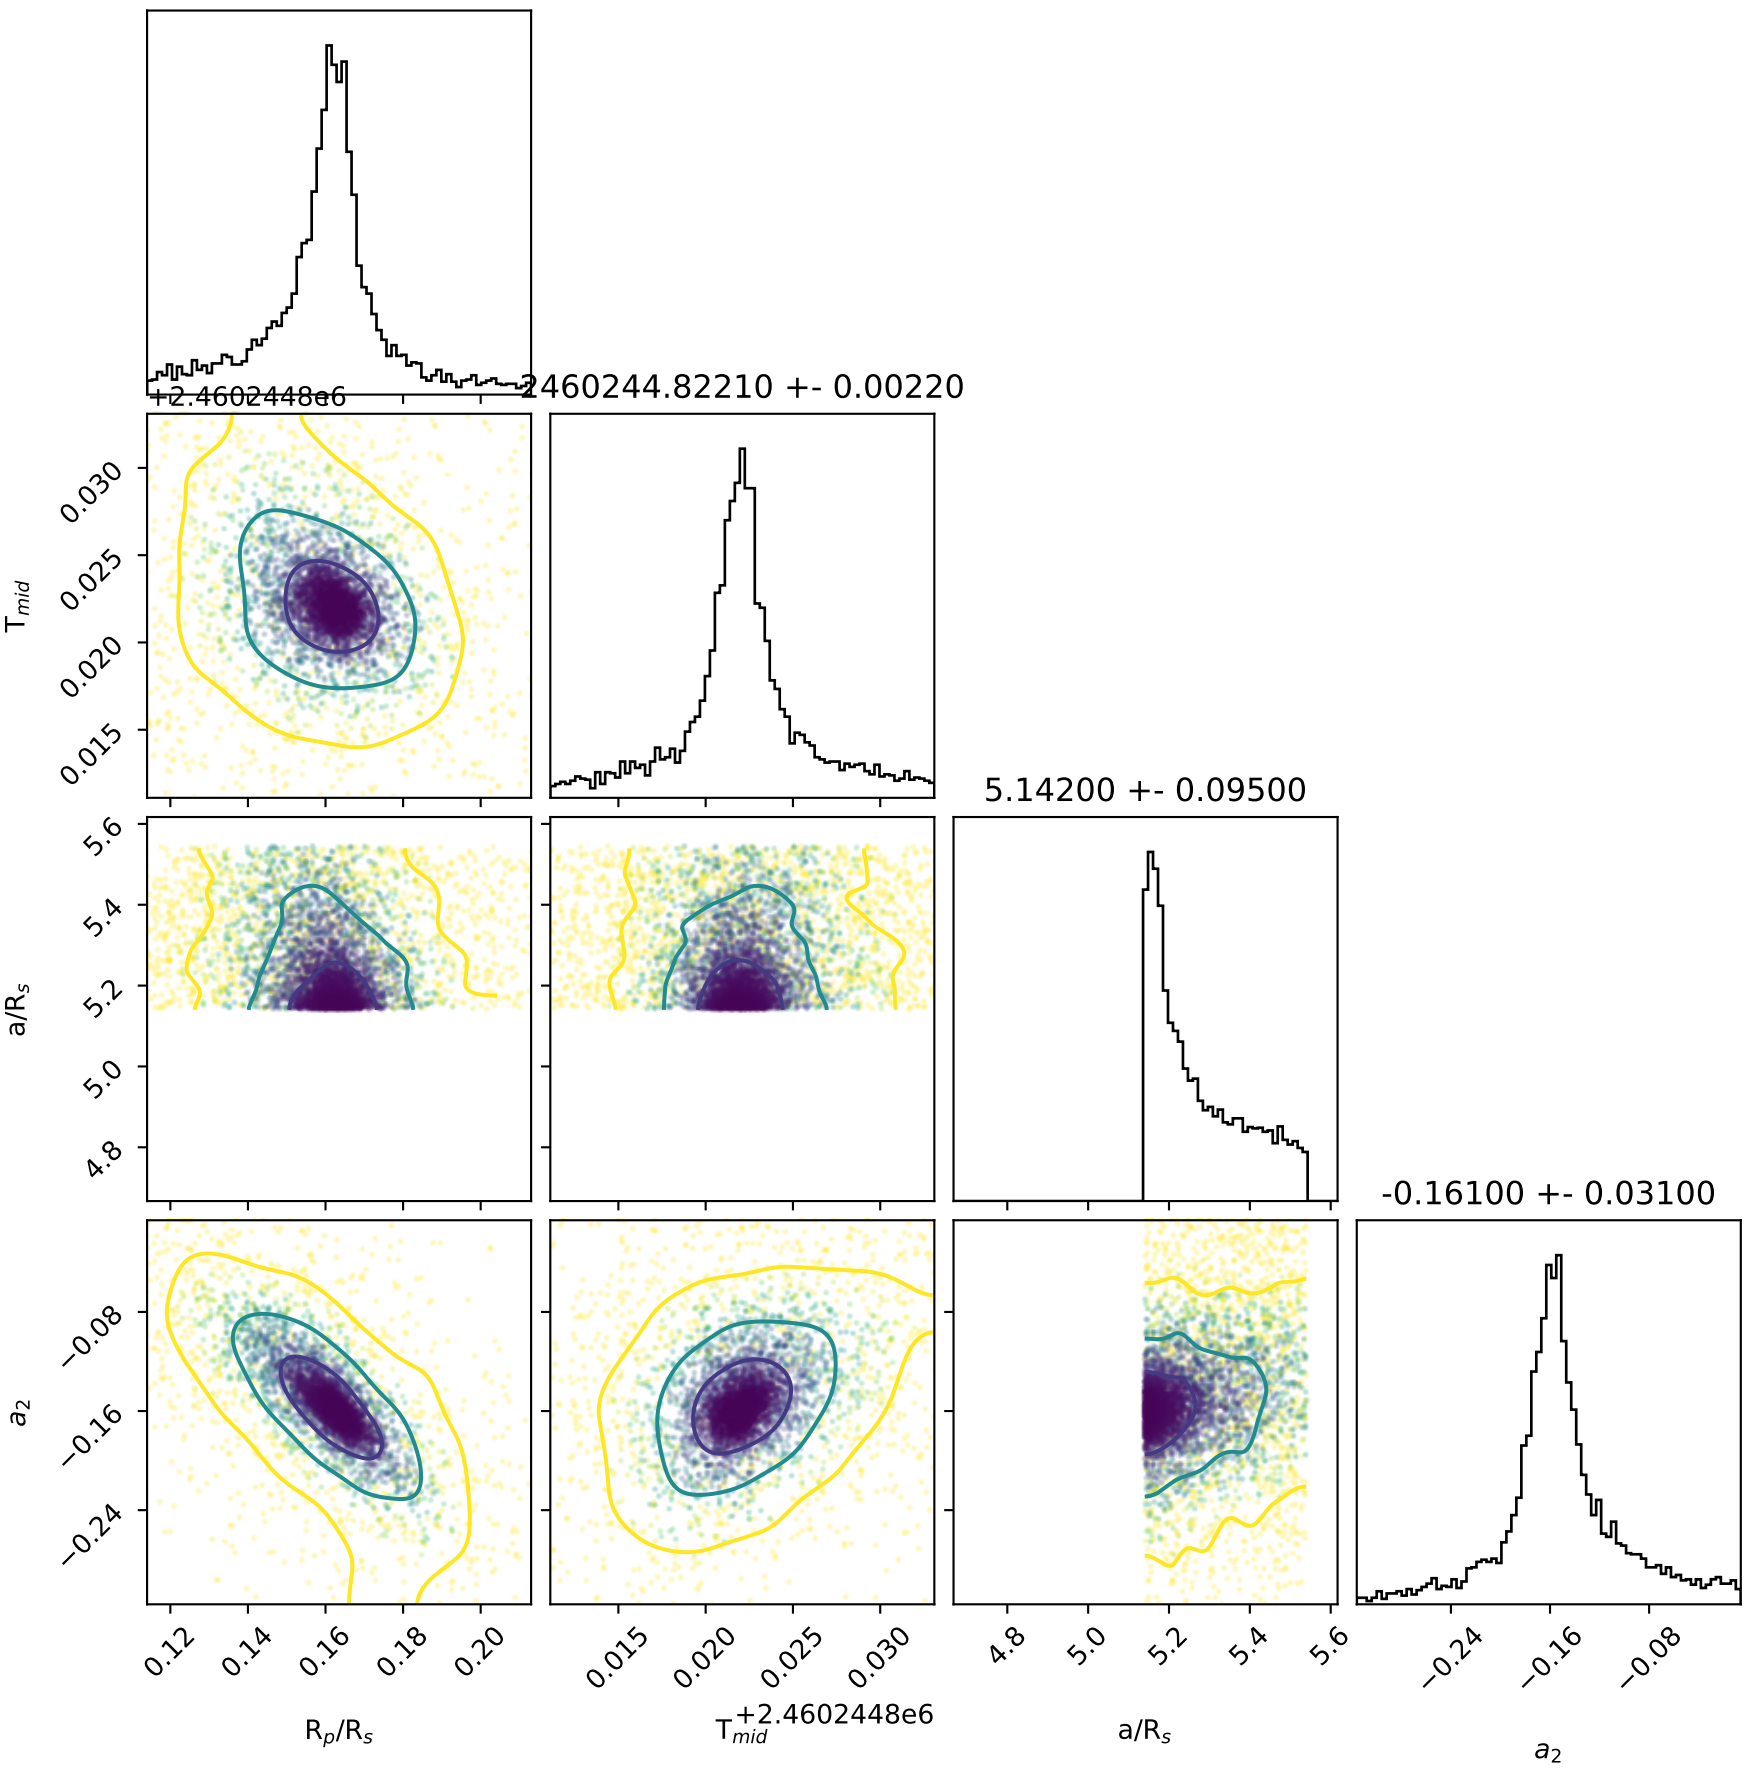 +2.4602448e6
2460244.82210 +- 0.00220
0.030
0.025
0.020
0.015
T_mid
5.14200 +- 0.09500
5.6
5.4
5.2
5.0
4.8
a/R_s
-0.16100 +- 0.03100
−0.08
−0.16
−0.24
a_2
0.12 0.14 0.16 0.18 0.20
0.015 0.020 0.025 0.030
4.8 5.0 5.2 5.4 5.6
−0.24 −0.16 −0.08
+2.4602448e6
R_p/R_s T_mid a/R_s
a_2